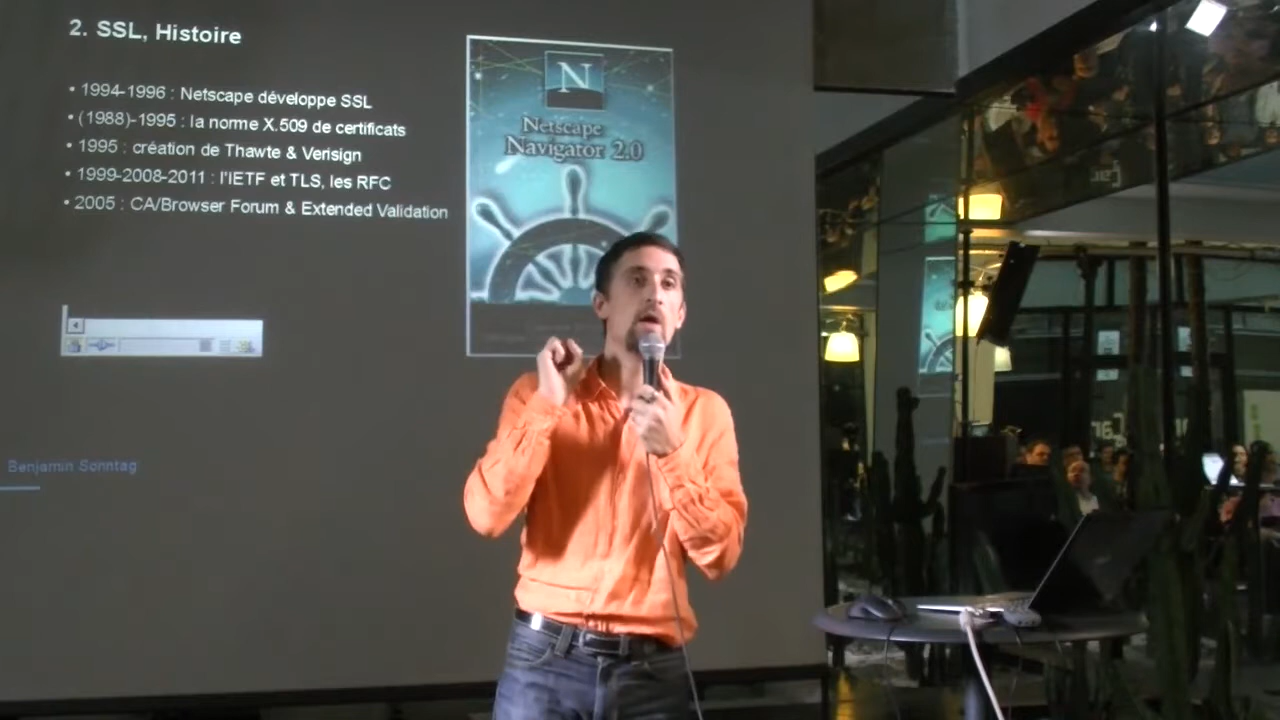 2. SSL, Histoire
• 1994-1996 : Netscape développe SSL
• (1988)-1995 : la norme X.509 de certificats
• 1995 : création de Thawte & Verisign
• 1999-2008-2011 : l'IETF et TLS, les RFC
• 2005 : CA/Browser Forum & Extended Validation
N
Netscape
Navigator 2.0
Benjamin Sonntag